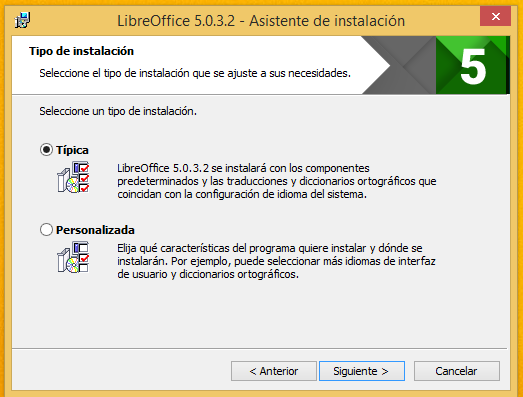 LibreOffice 5.0.3.2 - Asistente de instalación
Tipo de instalación
Seleccione el tipo de instalación que se ajuste a sus necesidades.
5
Seleccione un tipo de instalación.
Típica
LibreOffice 5.0.3.2 se instalará con los componentes
predeterminados y las traducciones y diccionarios ortográficos que
coincidan con la configuración de idioma del sistema.
Personalizada
Elija qué características del programa quiere instalar y dónde se
instalarán. Por ejemplo, puede seleccionar más idiomas de interfaz
de usuario y diccionarios ortográficos.
< Anterior
Siguiente >
Cancelar